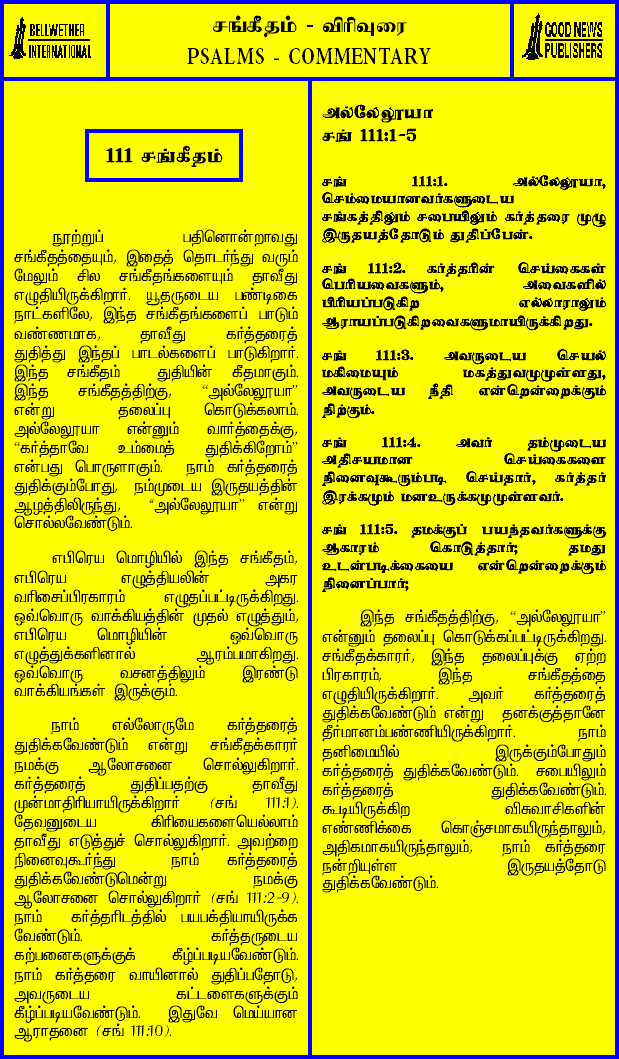 BELLWETHER
INTERNATIONAL
சங்கீதம் - விரிவுரை
PSALMS - COMMENTARY
GOOD NEWS
PUBLISHERS
111 சங்கீதம்
நூற்றுப் பதினொன்றாவது
சங்கீதத்தையும், இதைத் தொடர்ந்து வரும்
மேலும் சில சங்கீதங்களையும் தாவீது
எழுதியிருக்கிறார். யூதருடைய பண்டிகை
நாட்களிலே, இந்த சங்கீதங்களைப் பாடும்
வண்ணமாக, தாவீது கர்த்தரைத்
துதித்து இந்தப் பாடல்களைப் பாடுகிறார்.
இந்த சங்கீதம் துதியின் கீதமாகும்.
இந்த சங்கீதத்திற்கு, “அல்லேலூயா”
என்று தலைப்பு கொடுக்கலாம்.
அல்லேலூயா என்னும் வார்த்தைக்கு,
“கர்த்தாவே உம்மைத் துதிக்கிறோம்”
என்பது பொருளாகும். நாம் கர்த்தரைத்
துதிக்கும்போது, நம்முடைய இருதயத்தின்
ஆழத்திலிருந்து, “அல்லேலூயா” என்று
சொல்லவேண்டும்.
எபிரெய மொழியில் இந்த சங்கீதம்,
எபிரெய எழுத்தியலின் அகர
வரிசைப்பிரகாரம் எழுதப்பட்டிருக்கிறது.
ஒவ்வொரு வாக்கியத்தின் முதல் எழுத்தும்,
எபிரெய மொழியின் ஒவ்வொரு
எழுத்துக்களினால் ஆரம்பமாகிறது.
ஒவ்வொரு வசனத்திலும் இரண்டு
வாக்கியங்கள் இருக்கும்.
நாம் எல்லோருமே கர்த்தரைத்
துதிக்கவேண்டும் என்று சங்கீதக்காரர்
நமக்கு ஆலோசனை சொல்லுகிறார்.
கர்த்தரைத் துதிப்பதற்கு தாவீது
முன்மாதிரியாயிருக்கிறார் (சங் 111:1).
தேவனுடைய கிரியைகளையெல்லாம்
தாவீது எடுத்துச் சொல்லுகிறார். அவற்றை
நினைவுகூர்ந்து நாம் கர்த்தரைத்
துதிக்கவேண்டுமென்று நமக்கு
ஆலோசனை சொல்லுகிறார் (சங் 111:2-9).
நாம் கர்த்தரிடத்தில் பயபக்தியாயிருக்க
வேண்டும். கர்த்தருடைய
கற்பனைகளுக்குக் கீழ்ப்படியவேண்டும்.
நாம் கர்த்தரை வாயினால் துதிப்பதோடு,
அவருடைய கட்டளைகளுக்கும்
கீழ்ப்படியவேண்டும். இதுவே மெய்யான
ஆராதனை (சங் 111:10).
அல்லேலூயா
சங் 111:1-5
சங் 111:1. அல்லேலூயா,
செம்மையானவர்களுடைய
சங்கத்திலும் சபையிலும் கர்த்தரை முழு
இருதயத்தோடும் துதிப்பேன்.
சங் 111:2. கர்த்தரின் செய்கைகள்
பெரியவைகளும், அவைகளில்
பிரியப்படுகிற எல்லாராலும்
ஆராயப்படுகிறவைகளுமாயிருக்கிறது.
சங் 111:3. அவருடைய செயல்
மகிமையும் மகத்துவமுமுள்ளது,
அவருடைய நீதி என்றென்றைக்கும்
நிற்கும்.
சங் 111:4. அவர் தம்முடைய
அதிசயமான செய்கைகளை
நினைவுகூரும்படி செய்தார், கர்த்தர்
இரக்கமும் மனஉருக்கமுமுள்ளவர்.
சங் 111:5. தமக்குப் பயந்தவர்களுக்கு
ஆகாரம் கொடுத்தார்; தமது
உடன்படிக்கையை என்றென்றைக்கும்
நினைப்பார்;
இந்த சங்கீதத்திற்கு, “அல்லேலூயா”
என்னும் தலைப்பு கொடுக்கப்பட்டிருக்கிறது.
சங்கீதக்காரர், இந்த தலைப்புக்கு ஏற்ற
பிரகாரம், இந்த சங்கீதத்தை
எழுதியிருக்கிறார். அவர் கர்த்தரைத்
துதிக்கவேண்டும் என்று தனக்குத்தானே
தீர்மானம்பண்ணியிருக்கிறார். நாம்
தனிமையில் இருக்கும்போதும்
கர்த்தரைத் துதிக்கவேண்டும். சபையிலும்
கர்த்தரைத் துதிக்கவேண்டும்.
கூடியிருக்கிற விசுவாசிகளின்
எண்ணிக்கை கொஞ்சமாகயிருந்தாலும்,
அதிகமாகயிருந்தாலும், நாம் கர்த்தரை
நன்றியுள்ள இருதயத்தோடு
துதிக்கவேண்டும்.